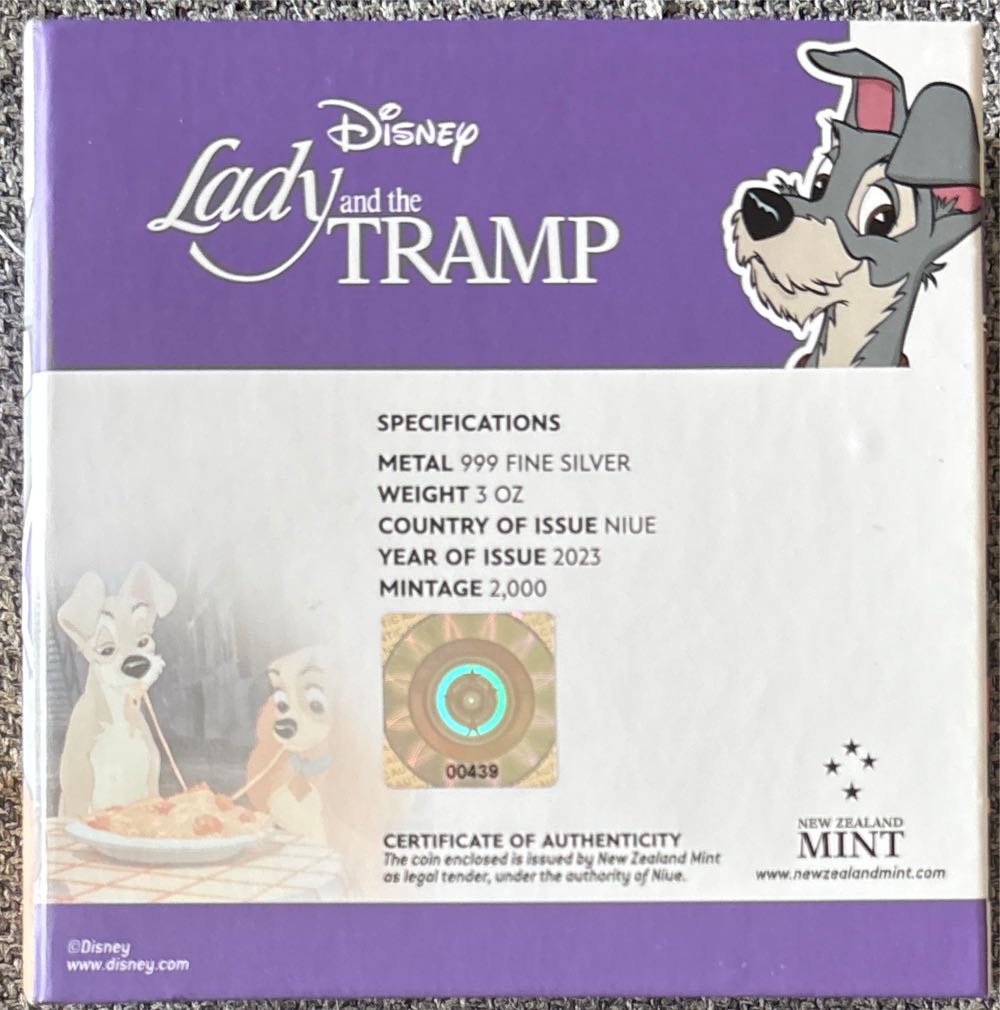 Disney
Lady and the
TRAMP
SPECIFICATIONS
METAL 999 FINE SILVER
WEIGHT 3 OZ
COUNTRY OF ISSUE NIUE
YEAR OF ISSUE 2023
MINTAGE 2,000
00439
CERTIFICATE OF AUTHENTICITY
The coin enclosed is issued by New Zealand Mint
as legal tender, under the authority of Niue.
NEW ZEALAND
MINT
www.newzealandmint.com
©Disney
www.disney.com